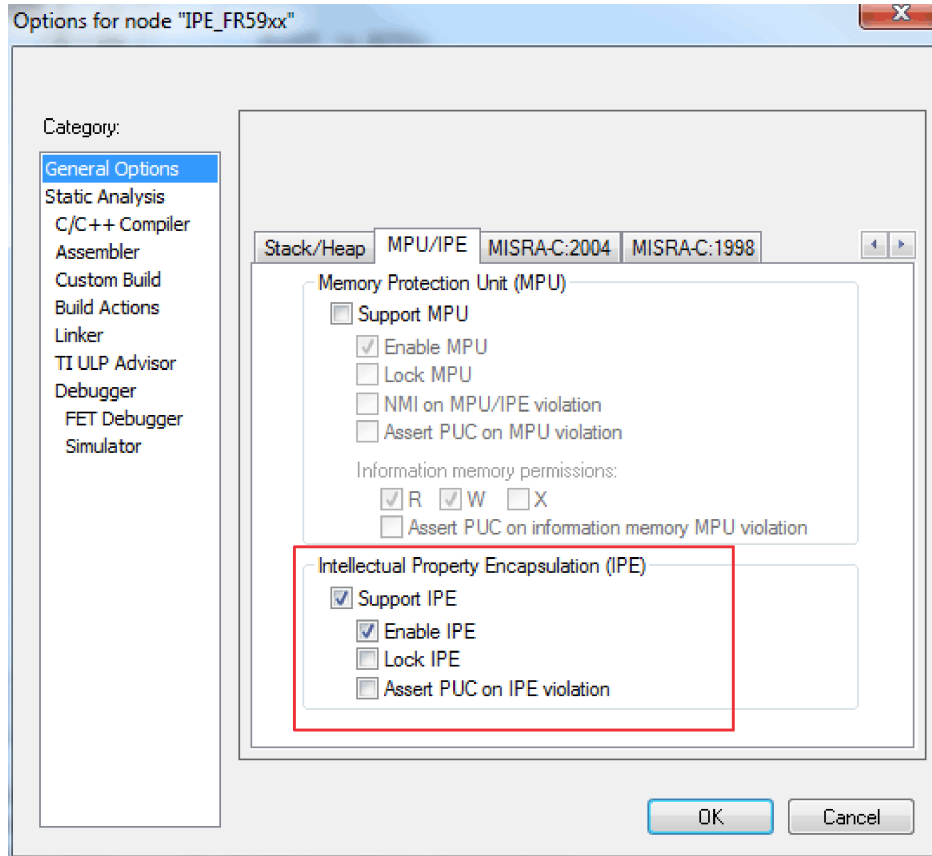 Options for node "IPE_FR59xx"
Category:
General Options
Static Analysis
C/C++ Compiler
Assembler
Custom Build
Build Actions
Linker
TI ULP Advisor
Debugger
FET Debugger
Simulator
Stack/Heap MPU/IPE MISRA-C:2004 MISRA-C:1998
Memory Protection Unit (MPU)
Support MPU
Enable MPU
Lock MPU
NMI on MPU/IPE violation
Assert PUC on MPU violation
Information memory permissions:
R W X
Assert PUC on information memory MPU violation
Intellectual Property Encapsulation (IPE)
Support IPE
Enable IPE
Lock IPE
Assert PUC on IPE violation
OK Cancel